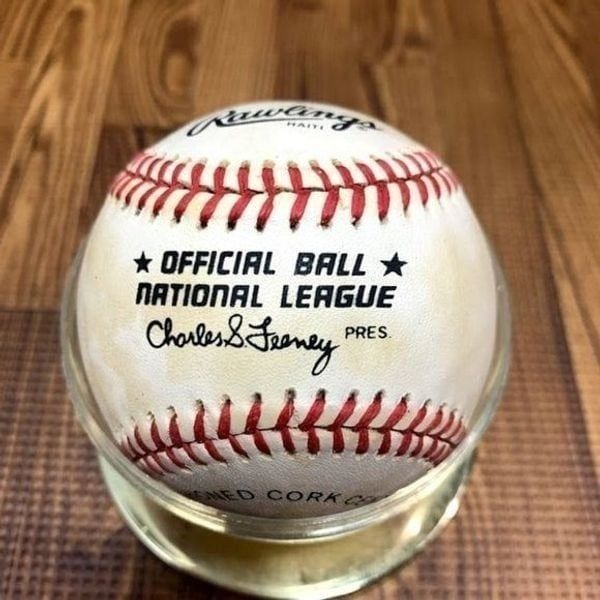 Rawlings
HAITI
★ OFFICIAL BALL ★
NATIONAL LEAGUE
Charles S Feeney PRES.
CORK